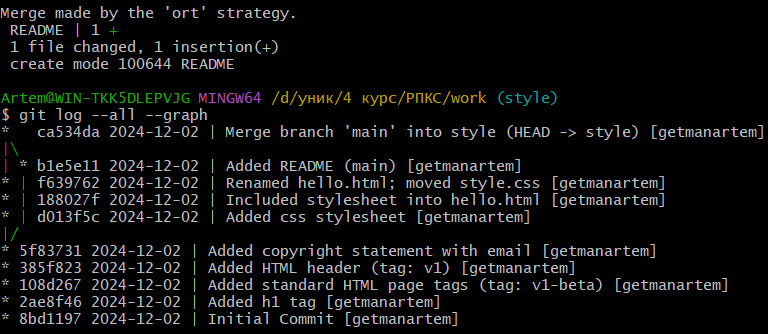 Merge made by the 'ort' strategy.
 README | 1 +
 1 file changed, 1 insertion(+)
 create mode 100644 README

Artem@WIN-TKK5DLEPVJG MINGW64 /d/уник/4 курс/РПКС/work (style)
$ git log --all --graph
*   ca534da 2024-12-02 | Merge branch 'main' into style (HEAD -> style) [getmanartem]
|\
| * b1e5e11 2024-12-02 | Added README (main) [getmanartem]
* | f639762 2024-12-02 | Renamed hello.html; moved style.css [getmanartem]
* | 188027f 2024-12-02 | Included stylesheet into hello.html [getmanartem]
* | d013f5c 2024-12-02 | Added css stylesheet [getmanartem]
|/
* 5f83731 2024-12-02 | Added copyright statement with email [getmanartem]
* 385f823 2024-12-02 | Added HTML header (tag: v1) [getmanartem]
* 108d267 2024-12-02 | Added standard HTML page tags (tag: v1-beta) [getmanartem]
* 2ae8f46 2024-12-02 | Added h1 tag [getmanartem]
* 8bd1197 2024-12-02 | Initial Commit [getmanartem]